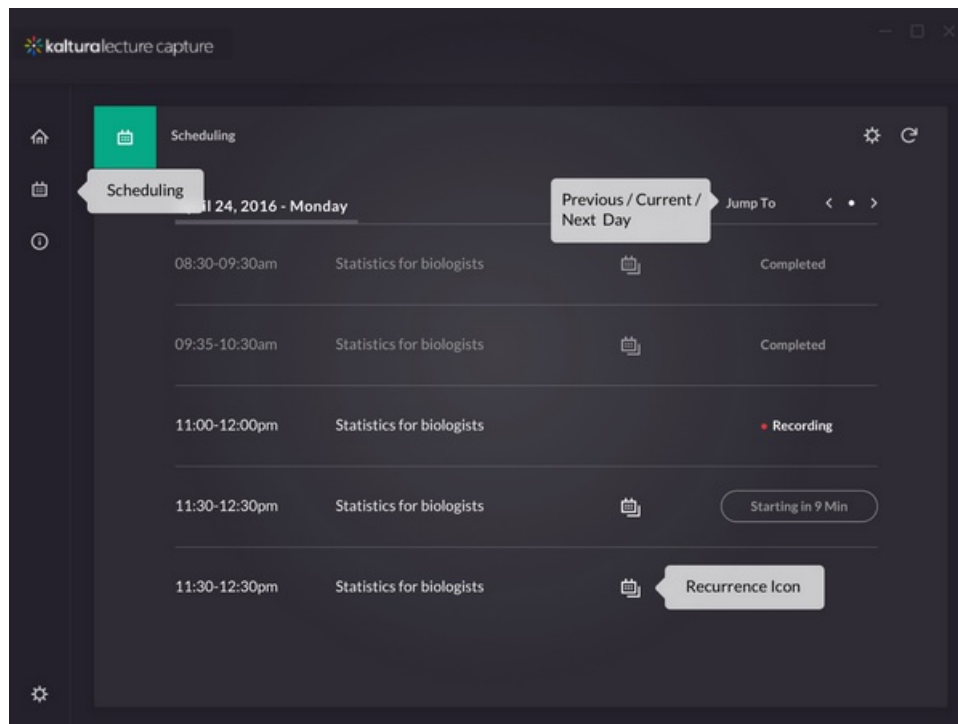 kalturalecture capture
Scheduling
Scheduling
il 24, 2016 - Monday
Previous / Current /
Next Day
Jump To
08:30-09:30am Statistics for biologists Completed
09:35-10:30am Statistics for biologists Completed
11:00-12:00pm Statistics for biologists Recording
11:30-12:30pm Statistics for biologists Starting in 9 Min
11:30-12:30pm Statistics for biologists Recurrence Icon